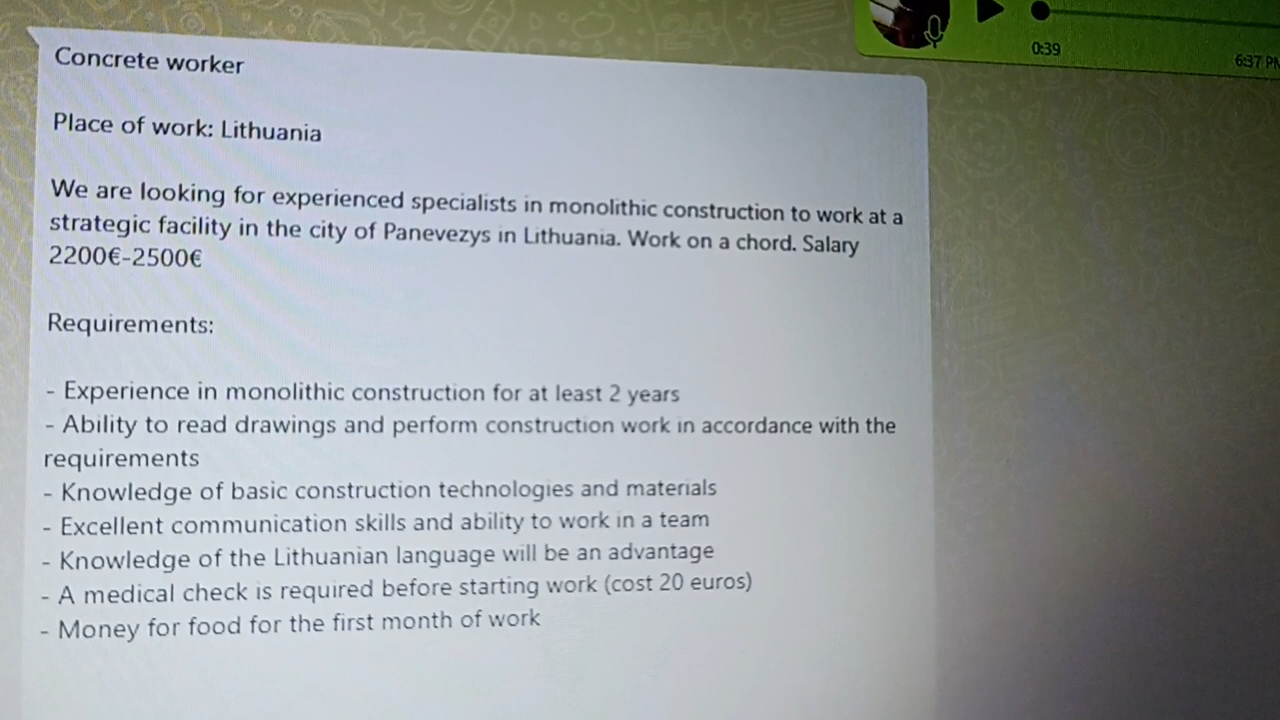 0:39
6:37 PM
Concrete worker
Place of work: Lithuania
We are looking for experienced specialists in monolithic construction to work at a
strategic facility in the city of Panevezys in Lithuania. Work on a chord. Salary
2200€-2500€
Requirements:
- Experience in monolithic construction for at least 2 years
- Ability to read drawings and perform construction work in accordance with the
requirements
- Knowledge of basic construction technologies and materials
- Excellent communication skills and ability to work in a team
- Knowledge of the Lithuanian language will be an advantage
- A medical check is required before starting work (cost 20 euros)
- Money for food for the first month of work